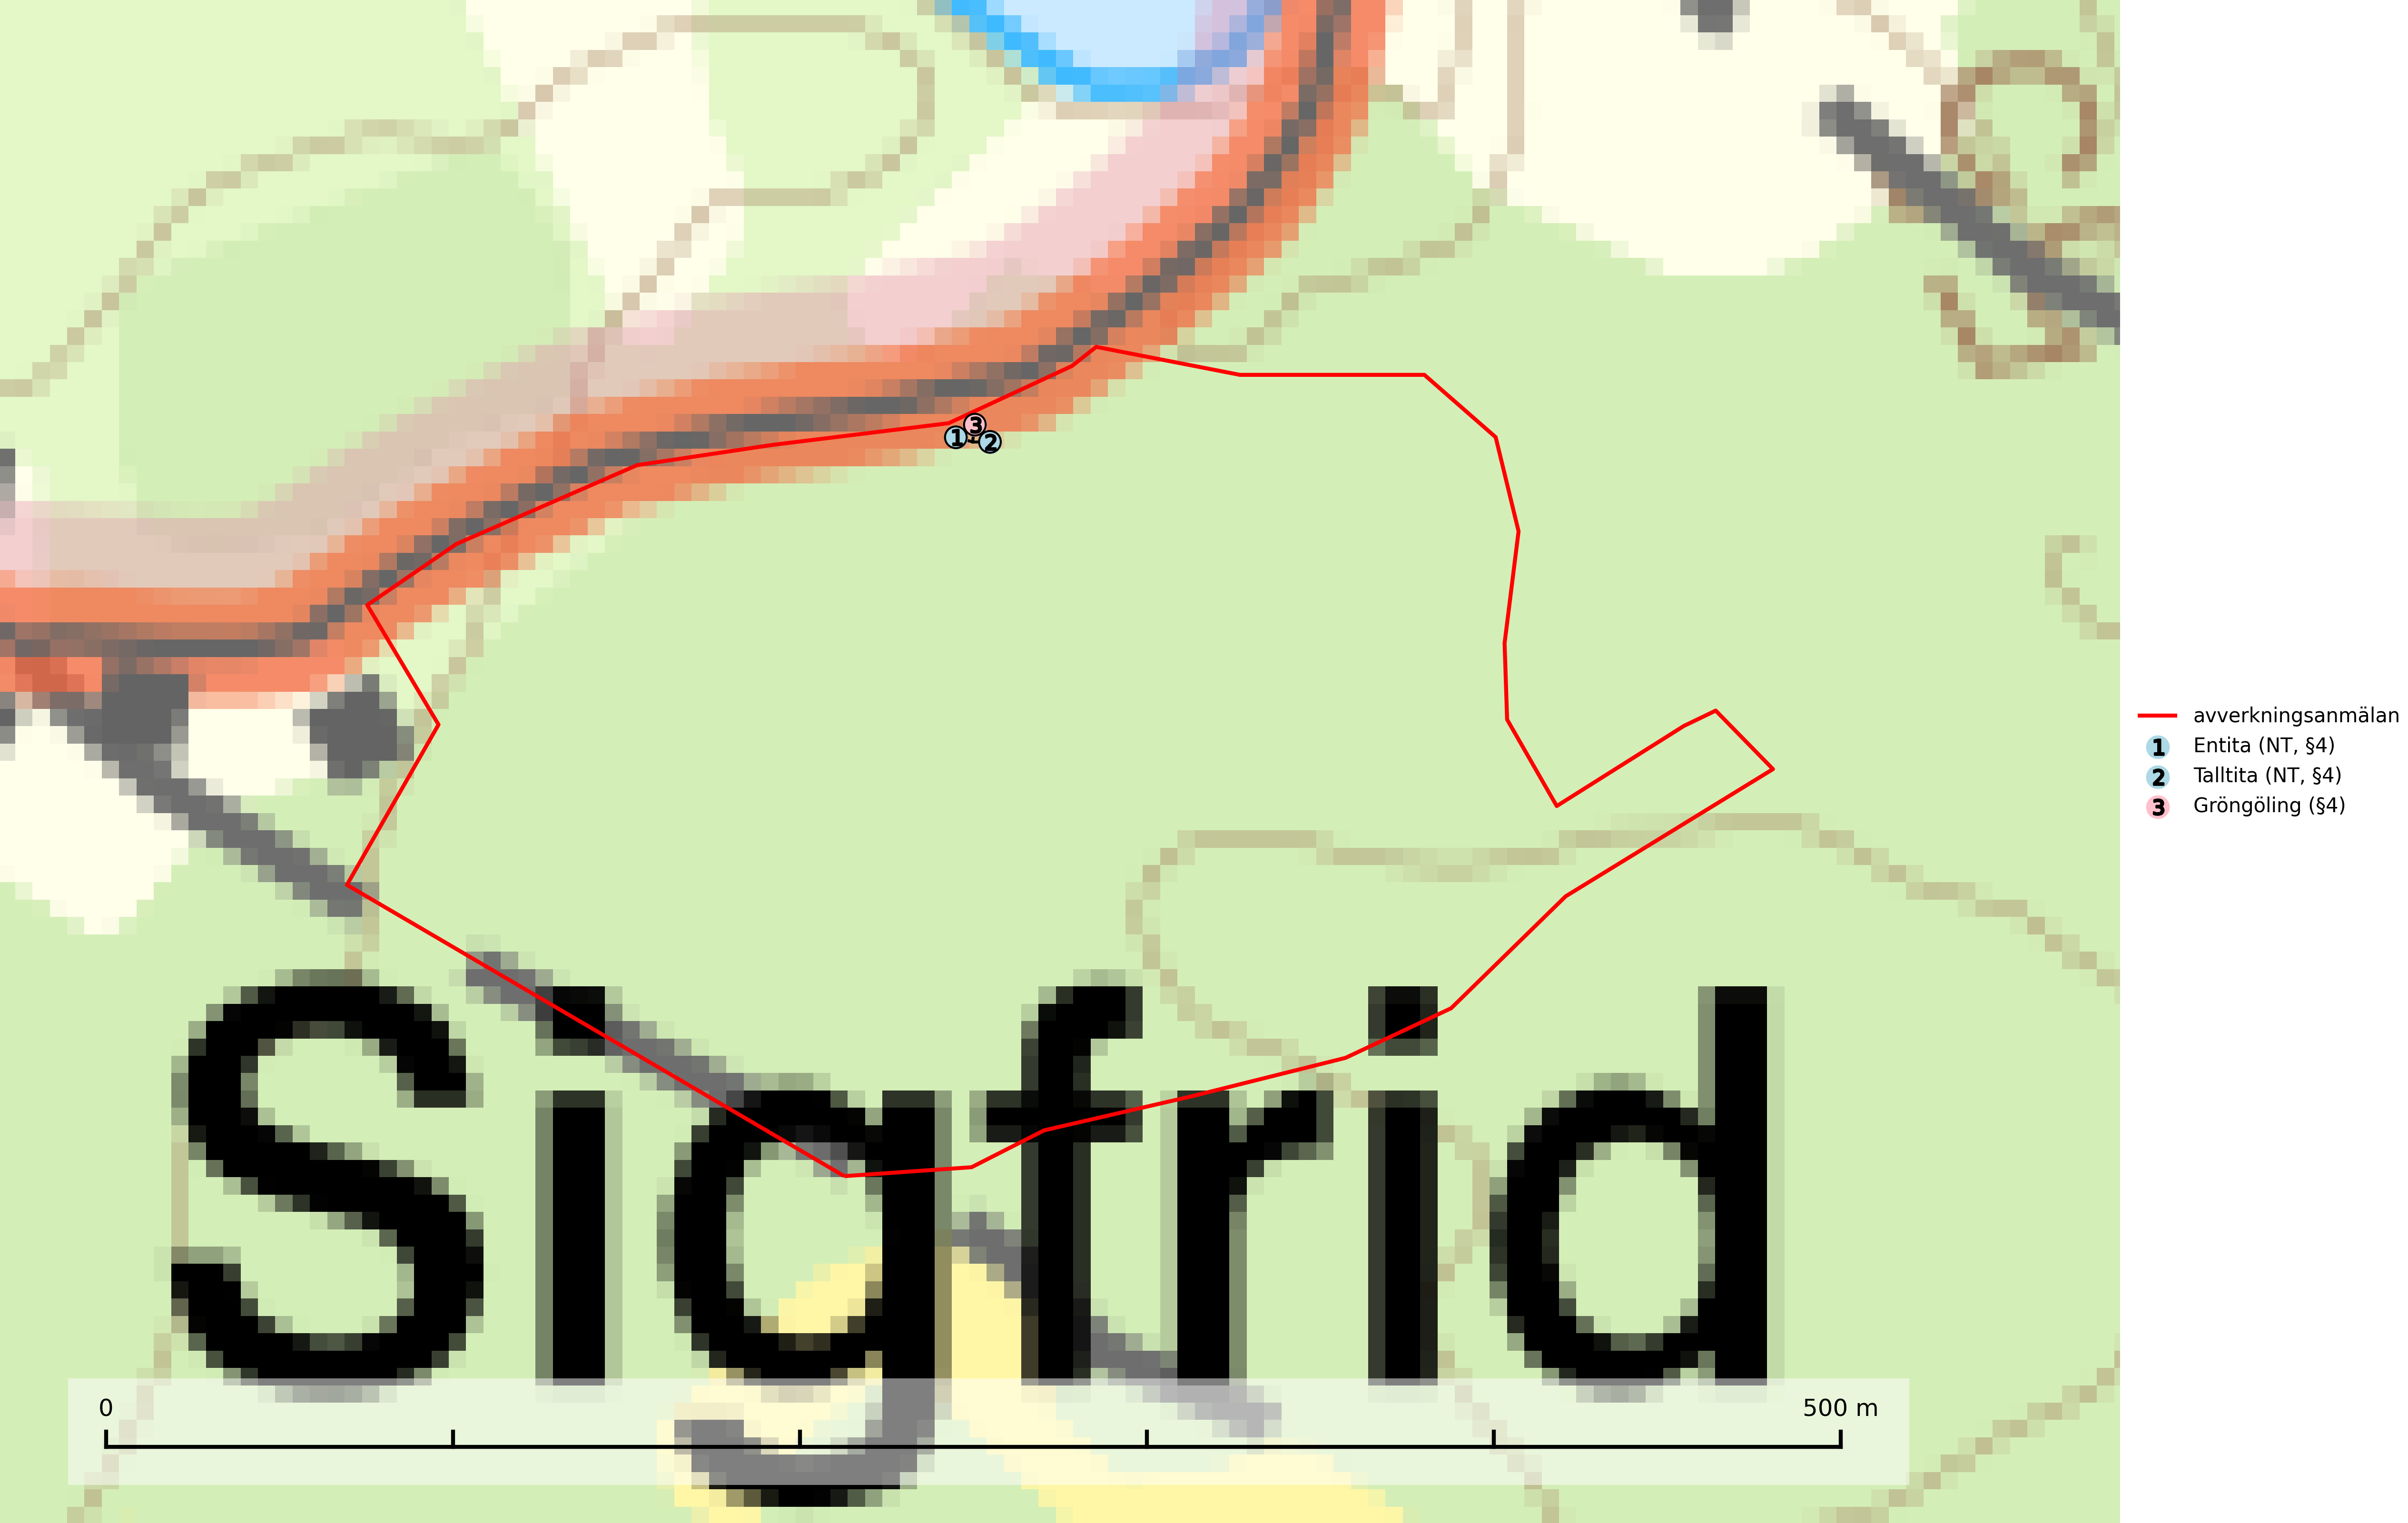 3
1 2
avverkningsanmälan
1 Entita (NT, §4)
2 Talltita (NT, §4)
3 Gröngöling (§4)
Sigfrid
0 500 m